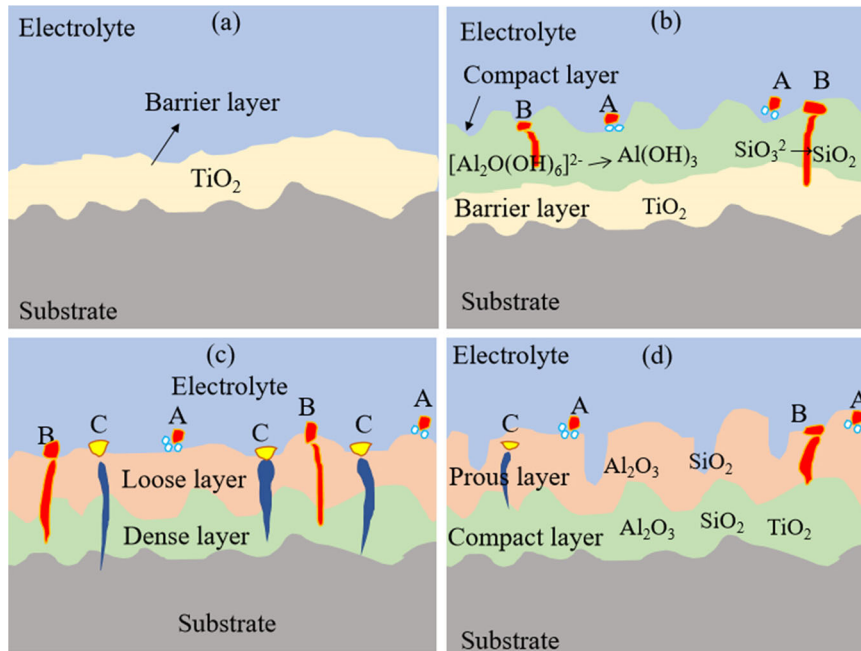 (a)
Electrolyte
Barrier layer
TiO₂
Substrate
(b)
Electrolyte
Compact layer
B
A
A
B
[Al₂O(OH)₆]²⁻ → Al(OH)₃
SiO₃² → SiO₂
Barrier layer
TiO₂
Substrate
(c)
Electrolyte
B
C
A
C
B
C
A
Loose layer
Dense layer
Substrate
(d)
Electrolyte
C
A
B
A
Prous layer
Al₂O₃
SiO₂
Compact layer
Al₂O₃
SiO₂
TiO₂
Substrate